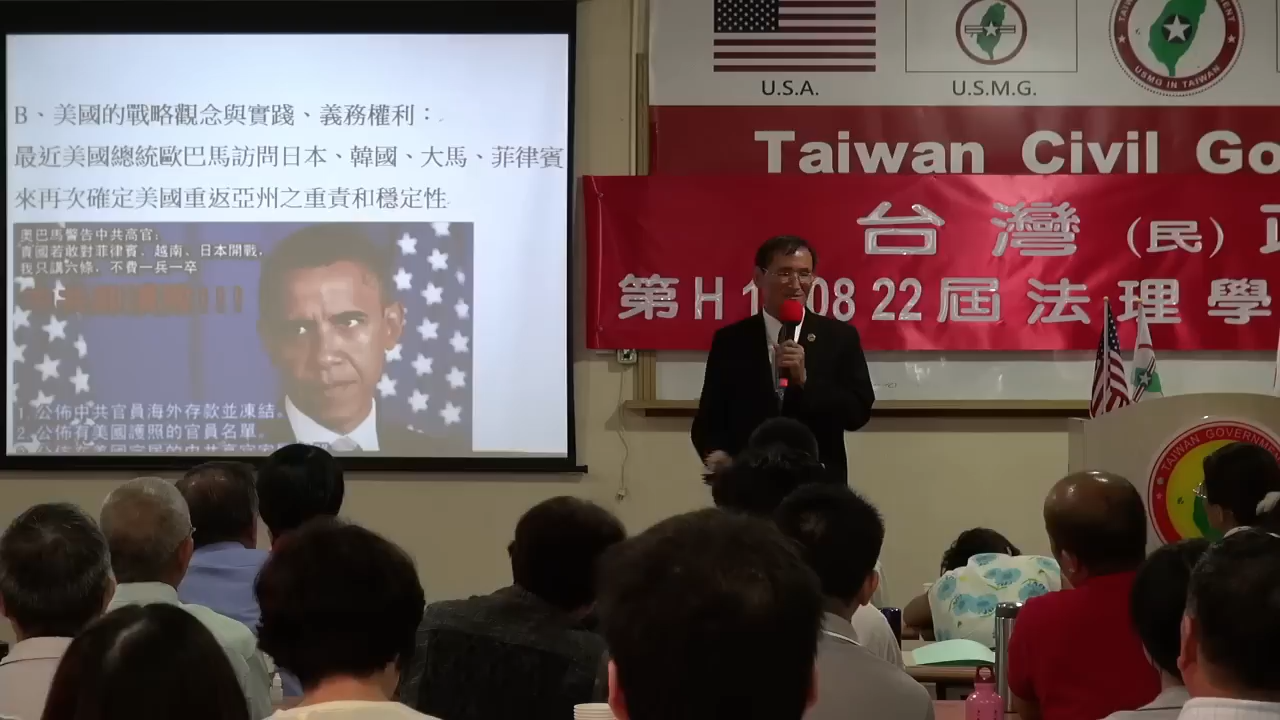 B、美國的戰略觀念與實踐、義務權利：
最近美國總統歐巴馬訪問日本、韓國、大馬、菲律賓
來再次確定美國重返亞州之重責和穩定性
奧巴馬警告中共高官:
貴國若敢對菲律賓、越南、日本開戰，
我只講六條，不費一兵一卒
!!!
1. 公佈中共官員海外存款並凍結。
2. 公佈有美國護照的官員名單。
U.S.A.
U.S.M.G.
USMG IN TAIWAN
Taiwan Civil Go
台灣（民）
第H 1 08 22 屆 法 理 學
TAIWAN GOVERNMENT